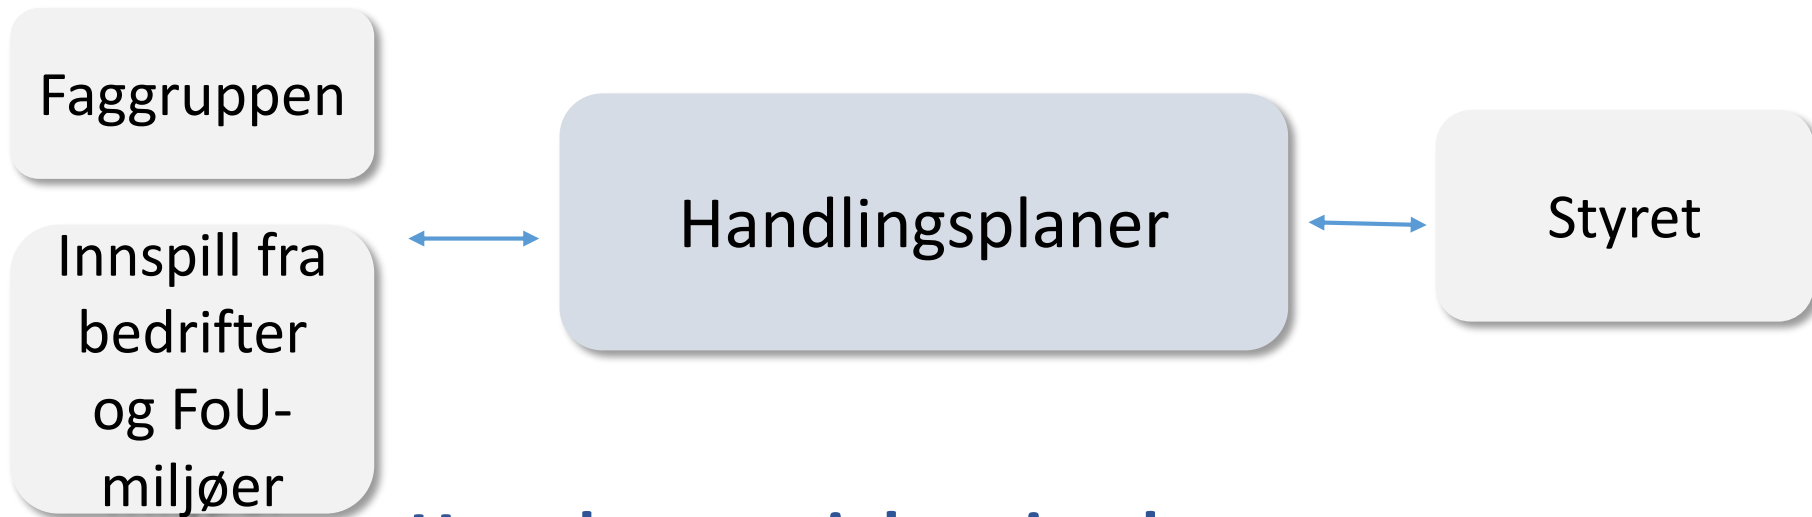 Faggruppen
Innspill fra
bedrifter
og FoU-
miljøer
Handlingsplaner
Styret